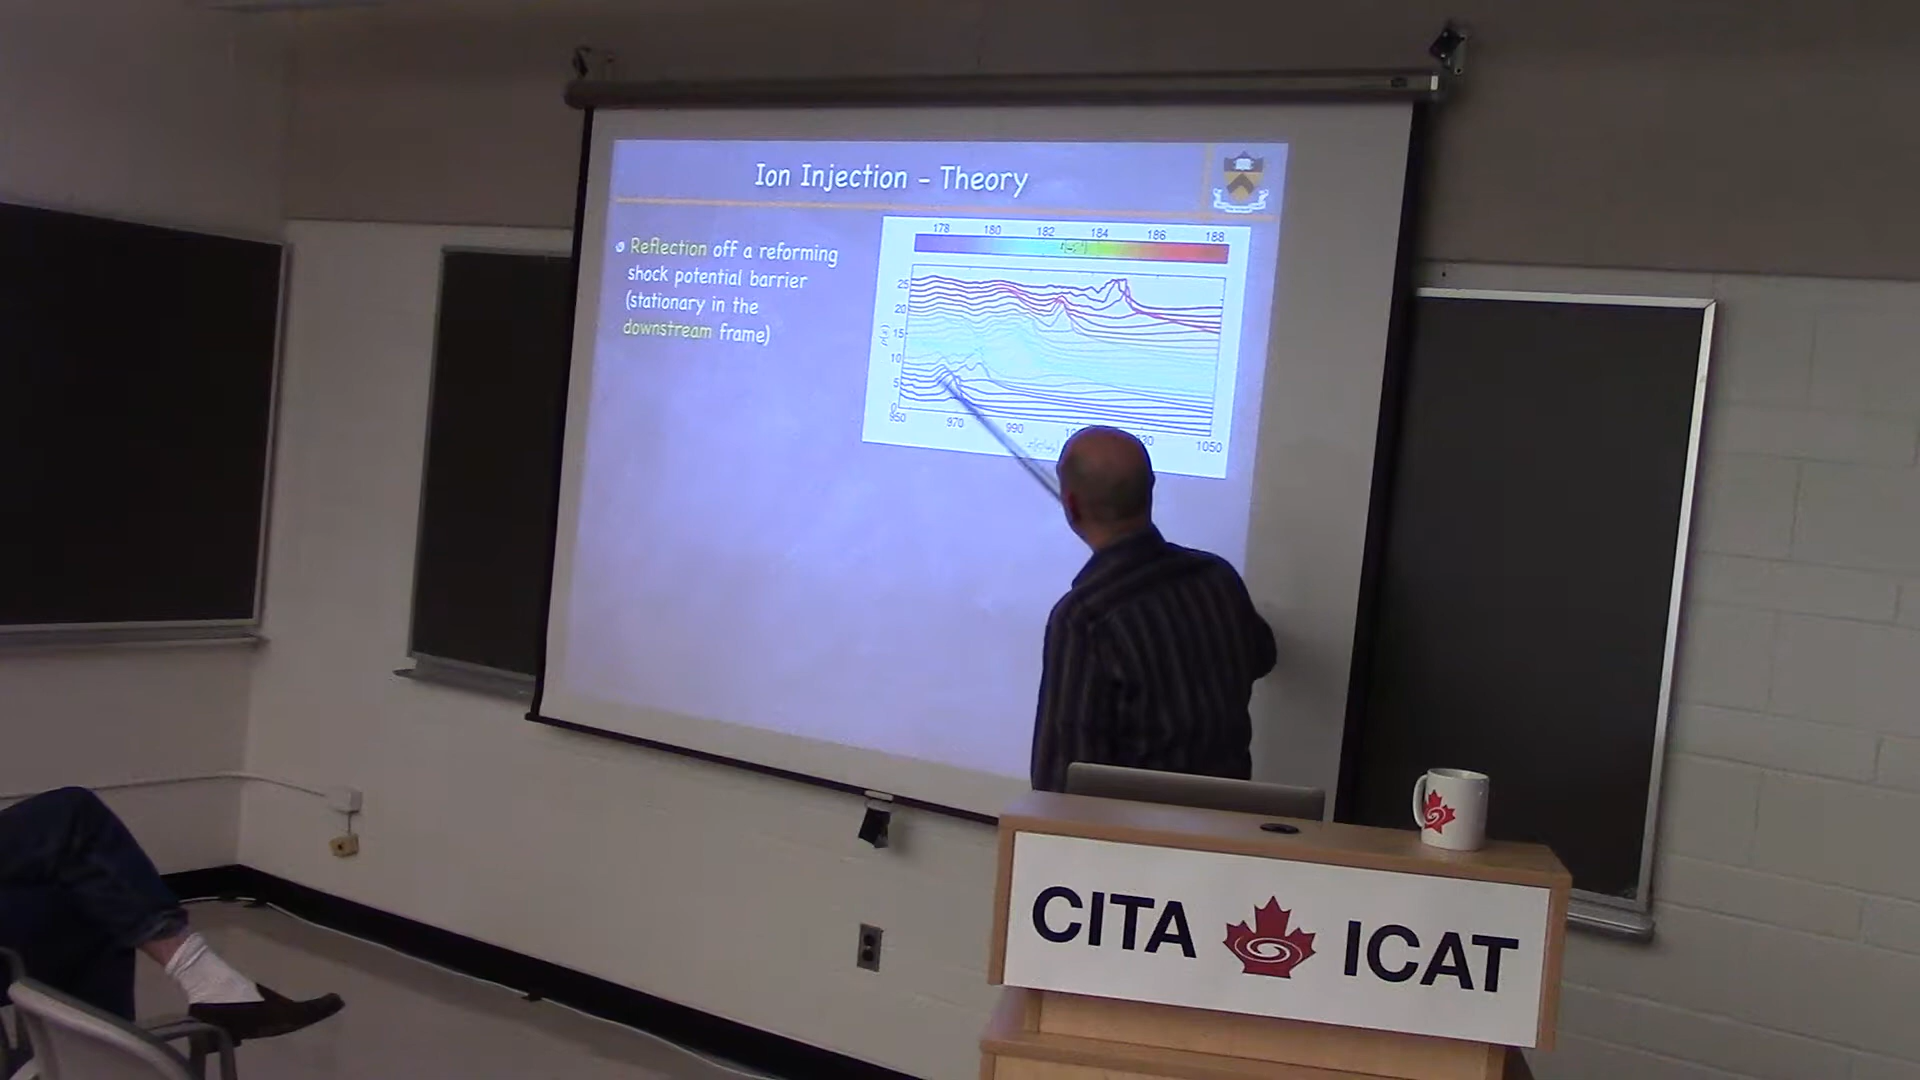 Ion Injection - Theory
Reflection off a reforming
shock potential barrier
(stationary in the
downstream frame)
178 180 182 184 186 188
25
20
15
10
5
0
950 970 990 1050
CITA ICAT